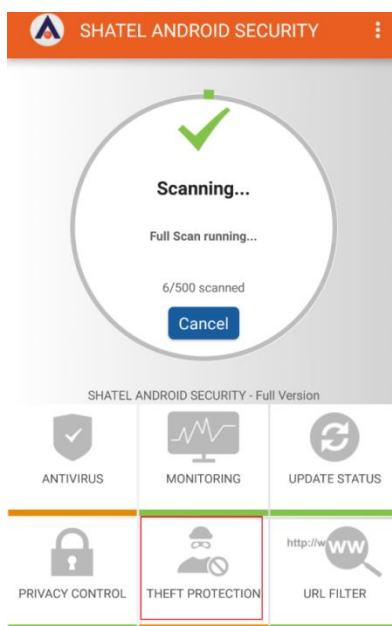 SHATEL ANDROID SECURITY
Scanning...
Full Scan running...
6/500 scanned
Cancel
SHATEL ANDROID SECURITY - Full Version
ANTIVIRUS
MONITORING
UPDATE STATUS
http://w
WW
PRIVACY CONTROL
THEFT PROTECTION
URL FILTER